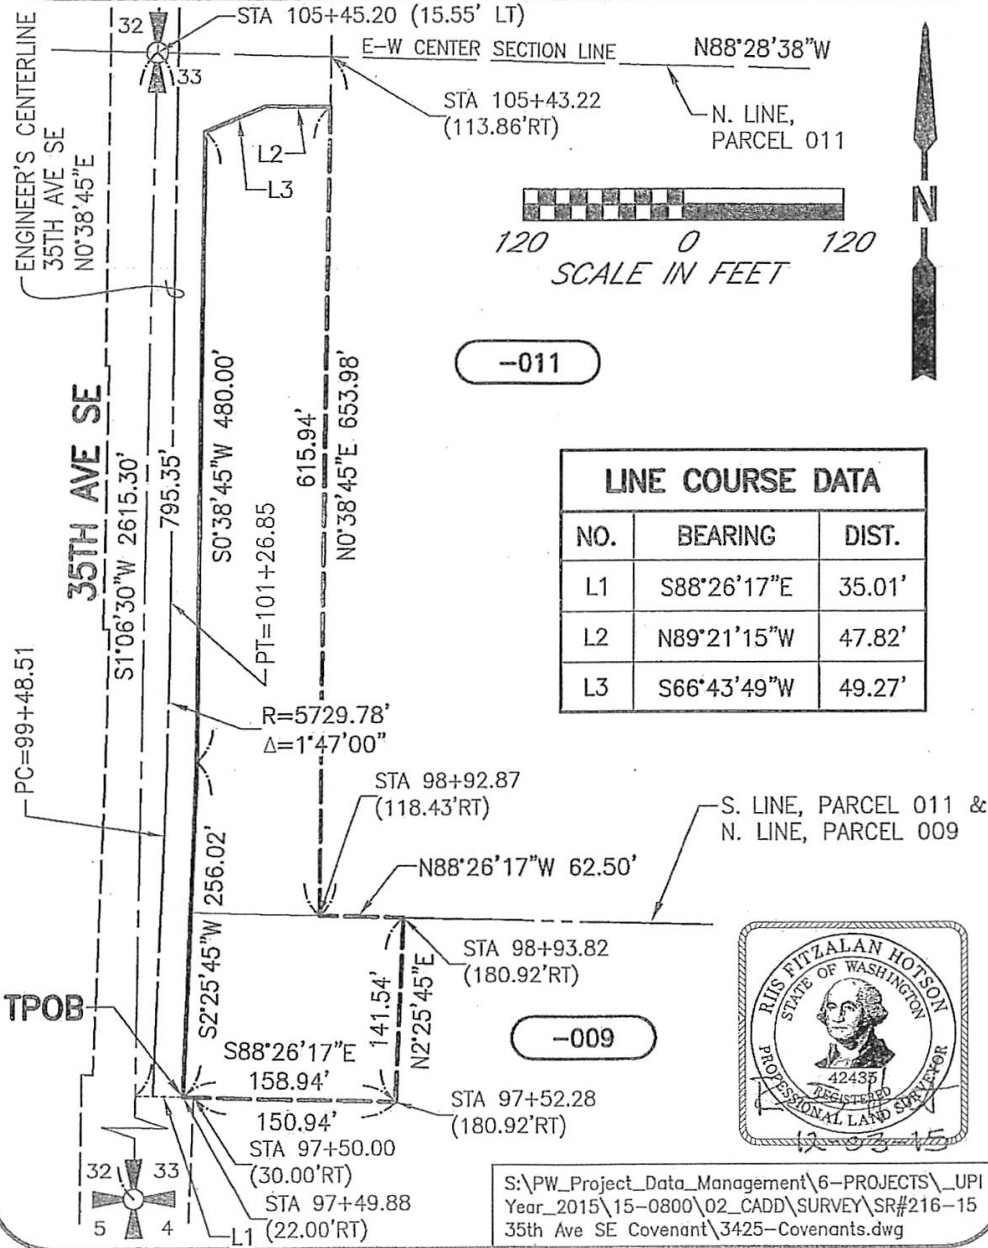 STA 105+45.20 (15.55' LT)
32
33
E-W CENTER SECTION LINE
N88°28'38"W
STA 105+43.22
(113.86'RT)
N. LINE,
PARCEL 011
ENGINEER'S CENTERLINE
35TH AVE SE
N0°38'45"E
L2
L3
N
120 0 120
SCALE IN FEET
-011
35TH AVE SE
S1°06'30"W 2615.30'
795.35'
S0°38'45"W 480.00'
615.94'
N0°38'45"E 653.98'
PT=101+26.85
LINE COURSE DATA
NO. BEARING DIST.
L1 S88°26'17"E 35.01'
L2 N89°21'15"W 47.82'
L3 S66°43'49"W 49.27'
PC=99+48.51
R=5729.78'
Δ=1°47'00"
STA 98+92.87
(118.43'RT)
S. LINE, PARCEL 011 &
N. LINE, PARCEL 009
N88°26'17"W 62.50'
S2°25'45"W 256.02'
STA 98+93.82
(180.92'RT)
141.54'
N2°25'45"E
TPOB
-009
S88°26'17"E
158.94'
150.94'
STA 97+52.28
(180.92'RT)
STA 97+50.00
(30.00'RT)
STA 97+49.88
(22.00'RT)
L1
32 33
5 4
RIIS FITZALAN HOTSON
STATE OF WASHINGTON
42435
REGISTERED
PROFESSIONAL LAND SURVEYOR
12-03-15
S:\PW_Project_Data_Management\6-PROJECTS\_UPI
Year_2015\15-0800\02_CADD\SURVEY\SR#216-15
35th Ave SE Covenant\3425-Covenants.dwg